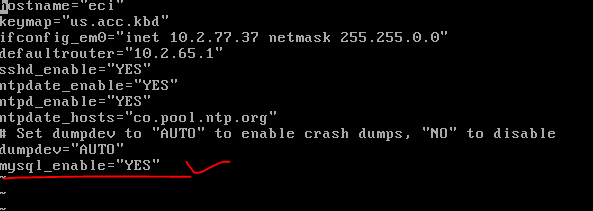 hostname="eci"
keymap="us.acc.kbd"
ifconfig_em0="inet 10.2.77.37 netmask 255.255.0.0"
defaultrouter="10.2.65.1"
sshd_enable="YES"
ntpdate_enable="YES"
ntpd_enable="YES"
ntpdate_hosts="co.pool.ntp.org"
# Set dumpdev to "AUTO" to enable crash dumps, "NO" to disable
dumpdev="AUTO"
mysql_enable="YES"
~
~
~